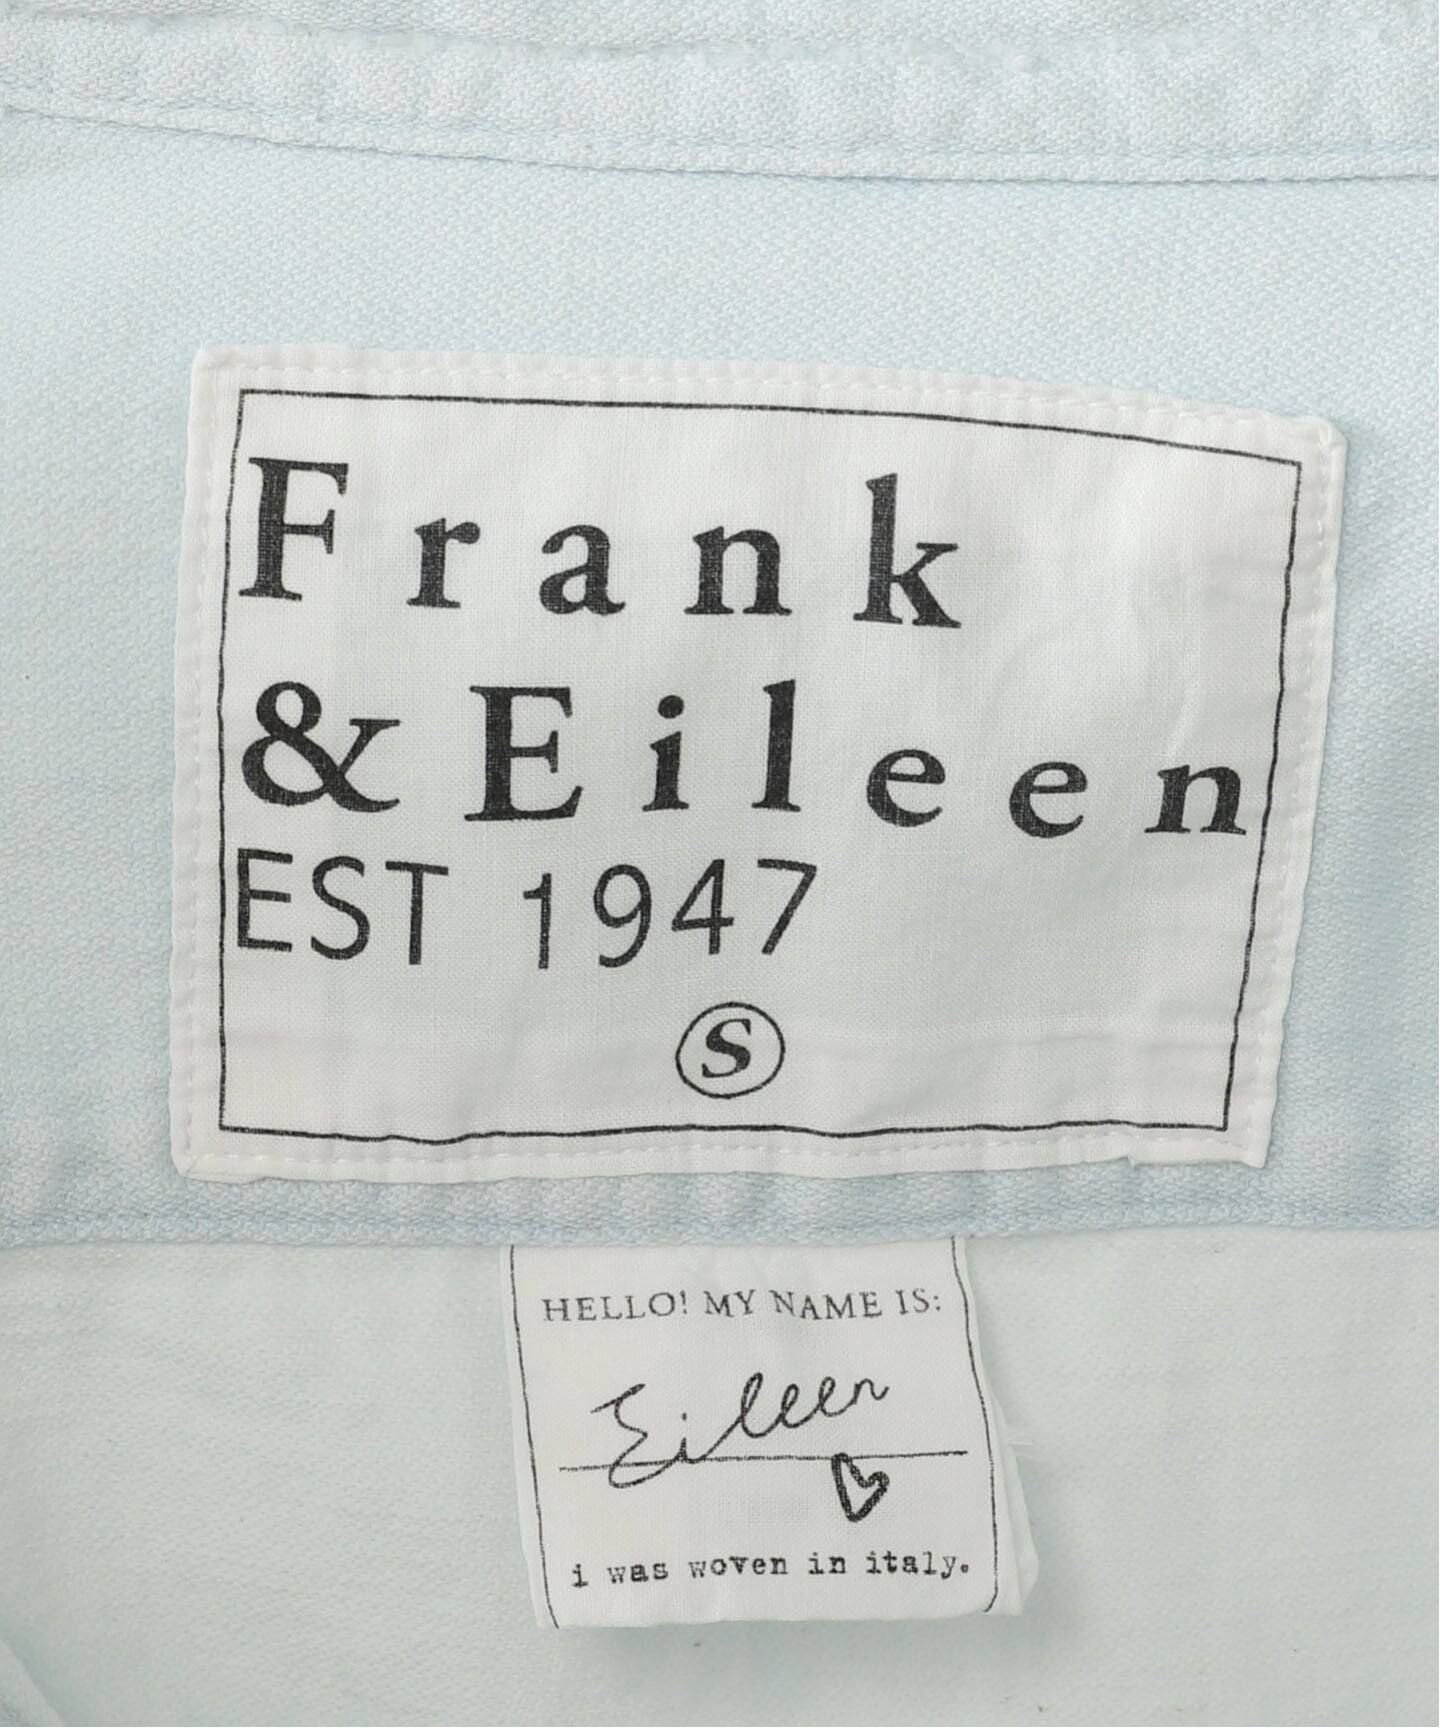 Frank
& Eileen
EST 1947
S
HELLO! MY NAME IS:
Eileen
i was woven in italy.